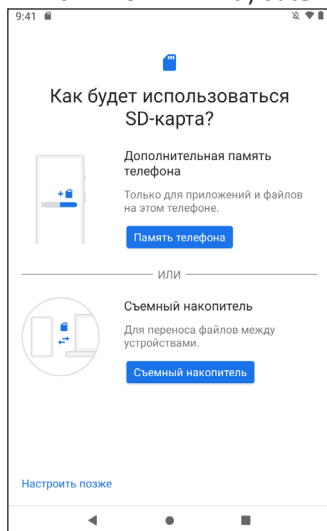 9:41
Как будет использоваться
SD-карта?
Дополнительная память
телефона
Только для приложений и файлов
на этом телефоне.
Память телефона
ИЛИ
Съемный накопитель
Для переноса файлов между
устройствами.
Съемный накопитель
Настроить позже